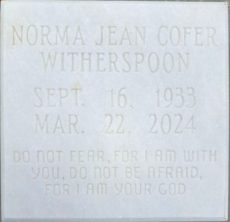 NORMA JEAN COFER
WITHERSPOON
SEPT. 16, 1933
MAR. 22, 2024
DO NOT FEAR, FOR I AM WITH
YOU, DO NOT BE AFRAID,
FOR I AM YOUR GOD